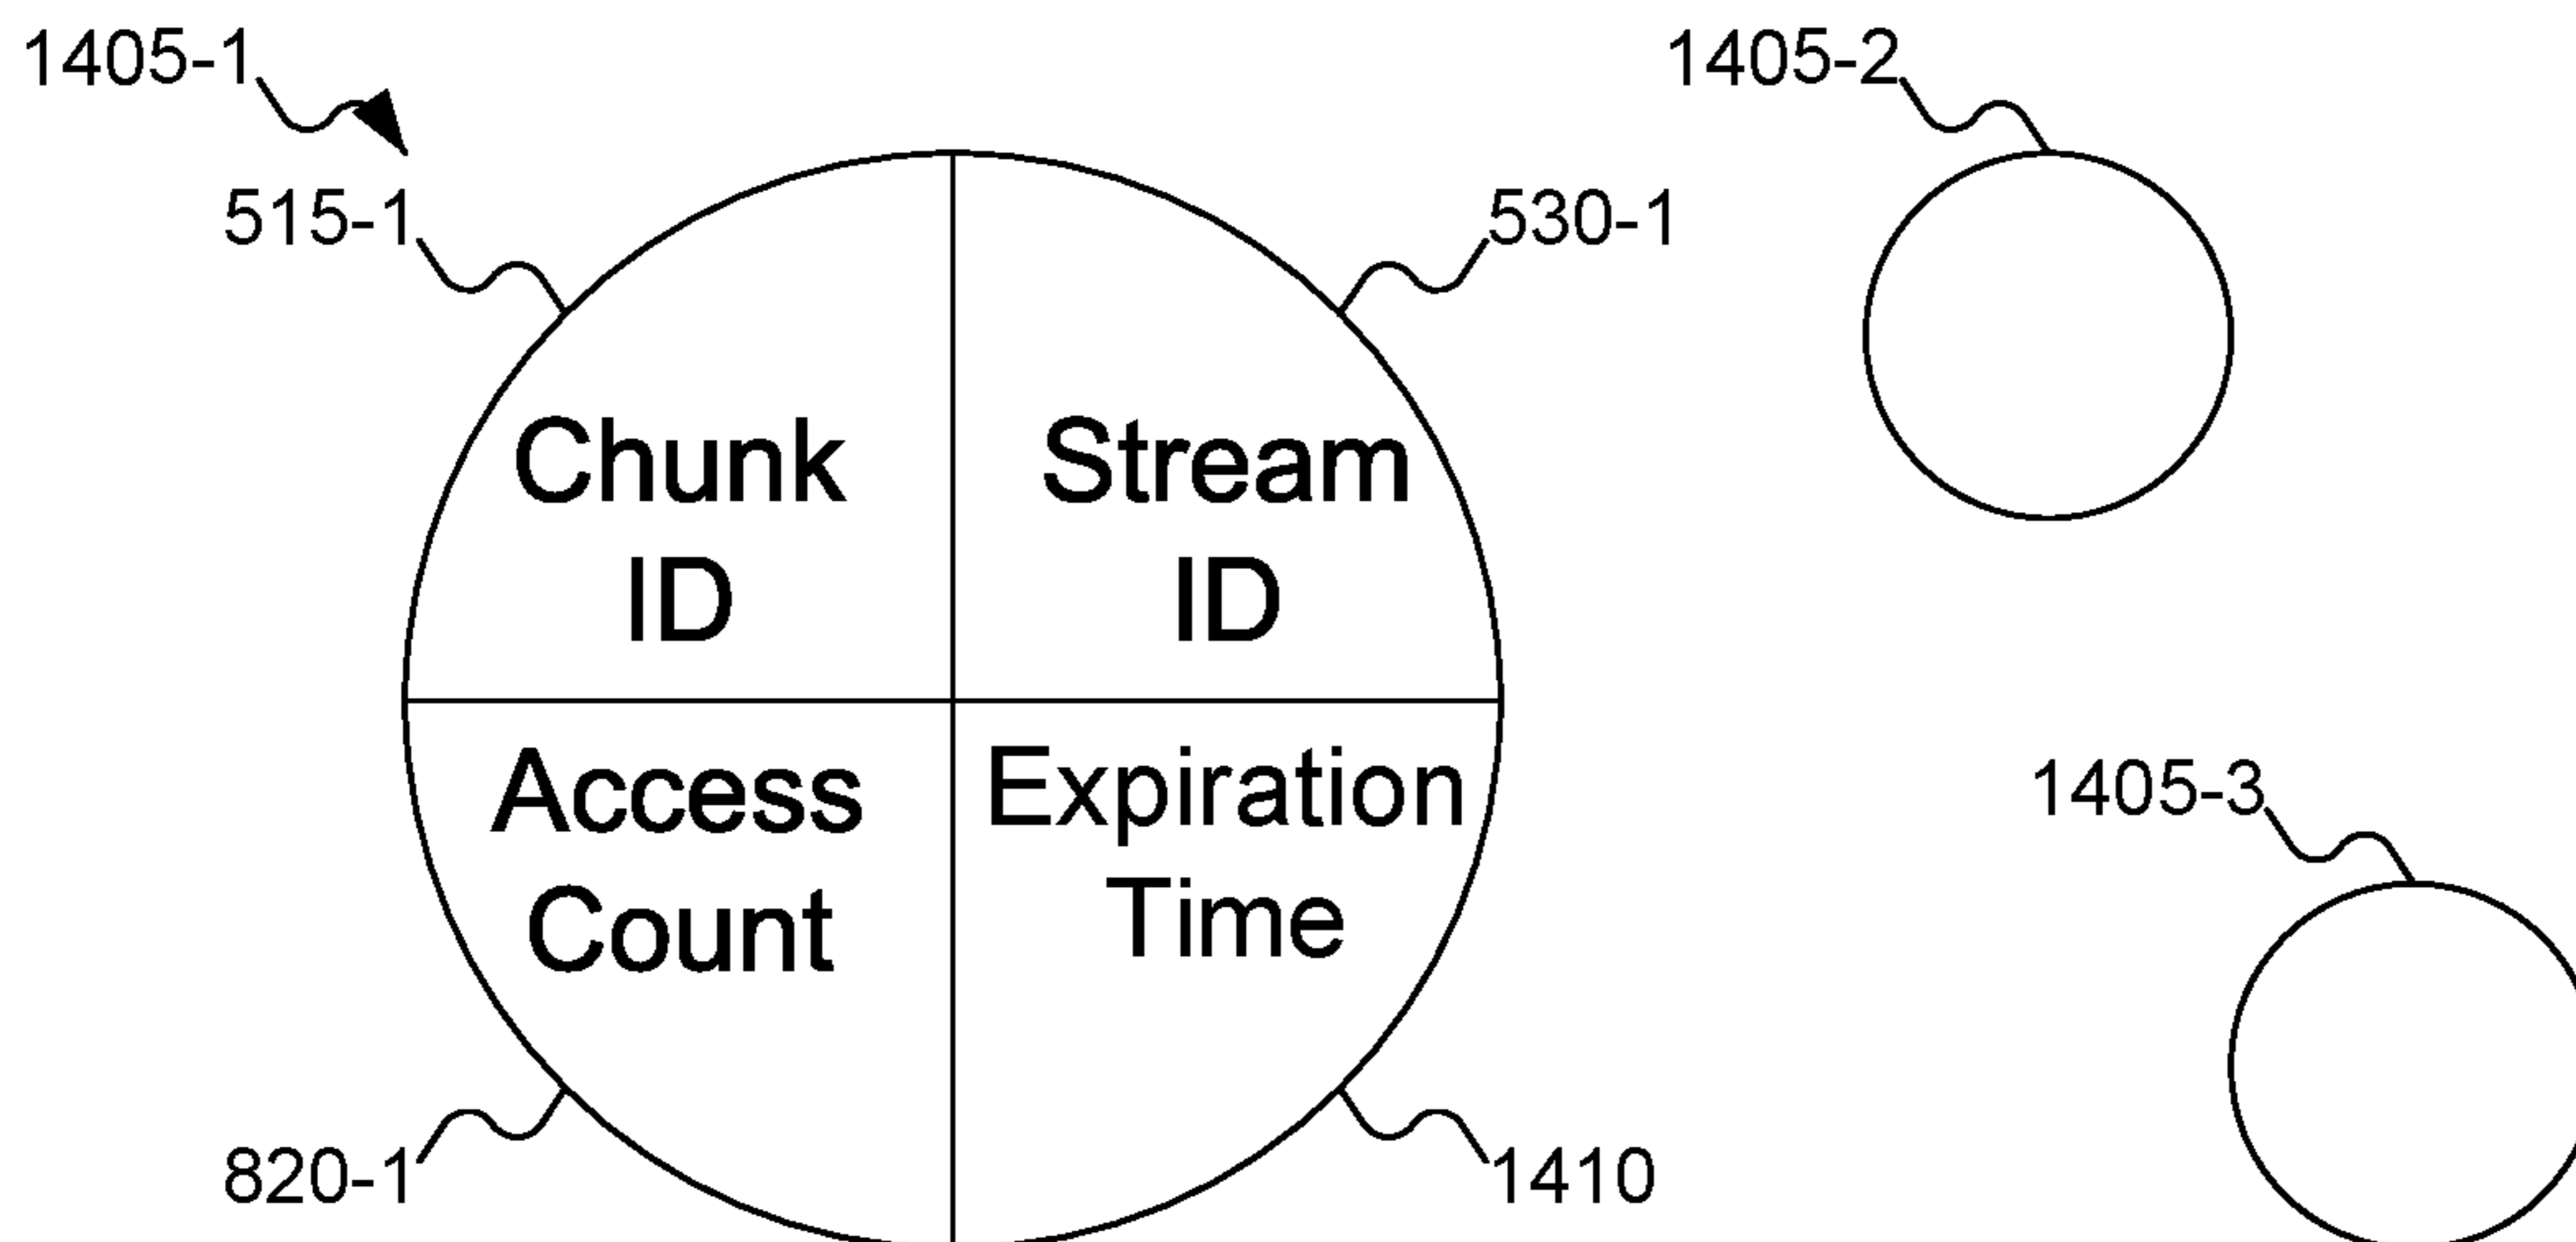 1405-1
1405-2
515-1
530-1
Chunk
ID
Stream
ID
Access
Count
Expiration
Time
1405-3
820-1
1410